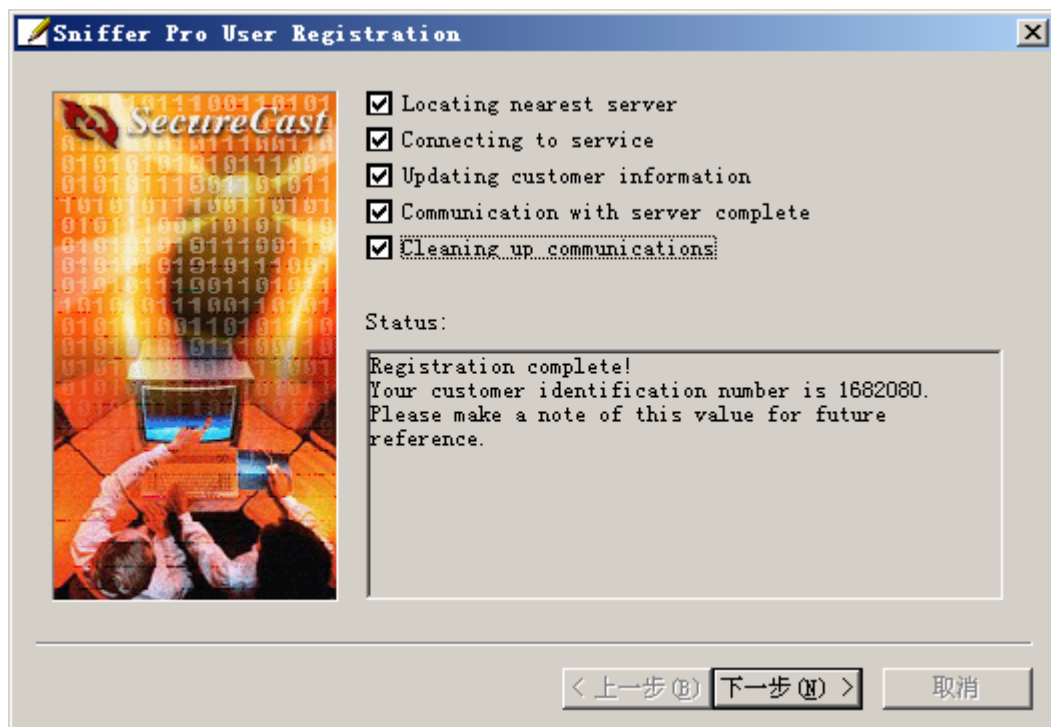 Sniffer Pro User Registration
SecureCast
Locating nearest server
Connecting to service
Updating customer information
Communication with server complete
Cleaning up communications
Status:
Registration complete!
Your customer identification number is 1682080.
Please make a note of this value for future
reference.
< 上一步(B) 下一步(N) > 取消